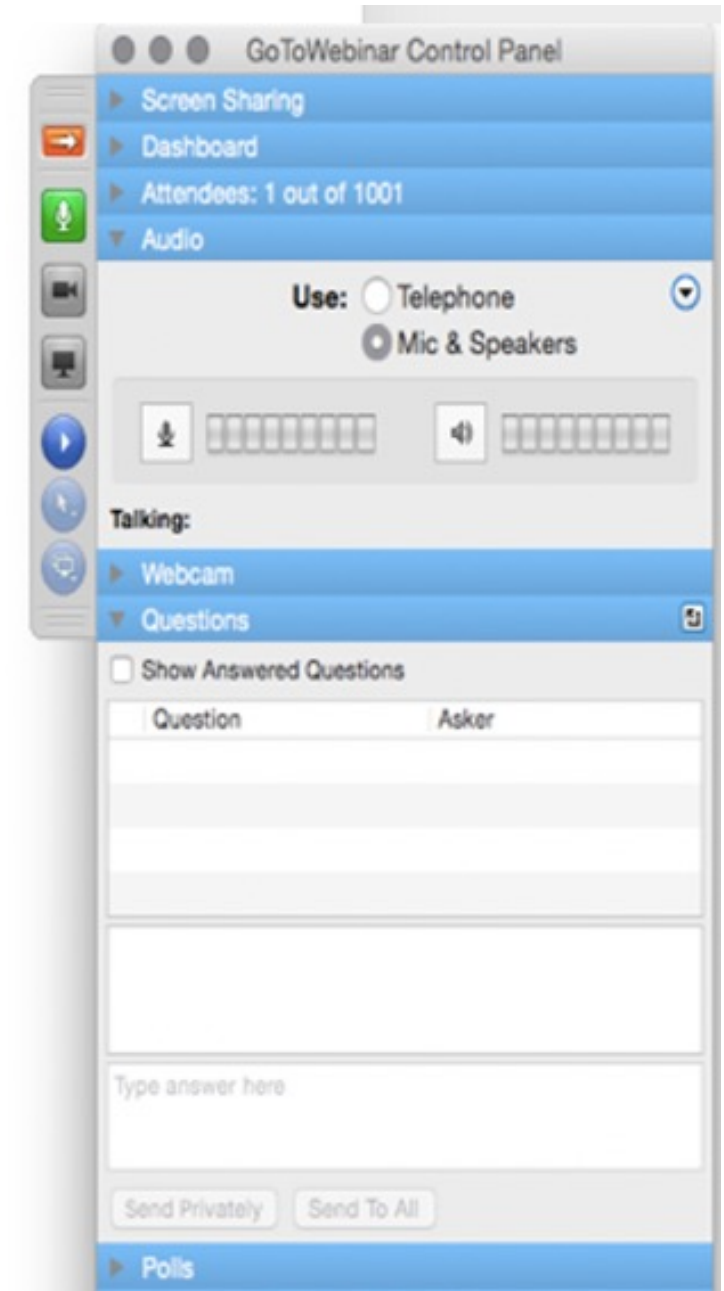 GoToWebinar Control Panel
Screen Sharing
Dashboard
Attendees: 1 out of 1001
Audio
Use: Telephone
Mic & Speakers
Talking:
Webcam
Questions
Show Answered Questions
Question Asker
Type answer here
Send Privately Send To All
Polls